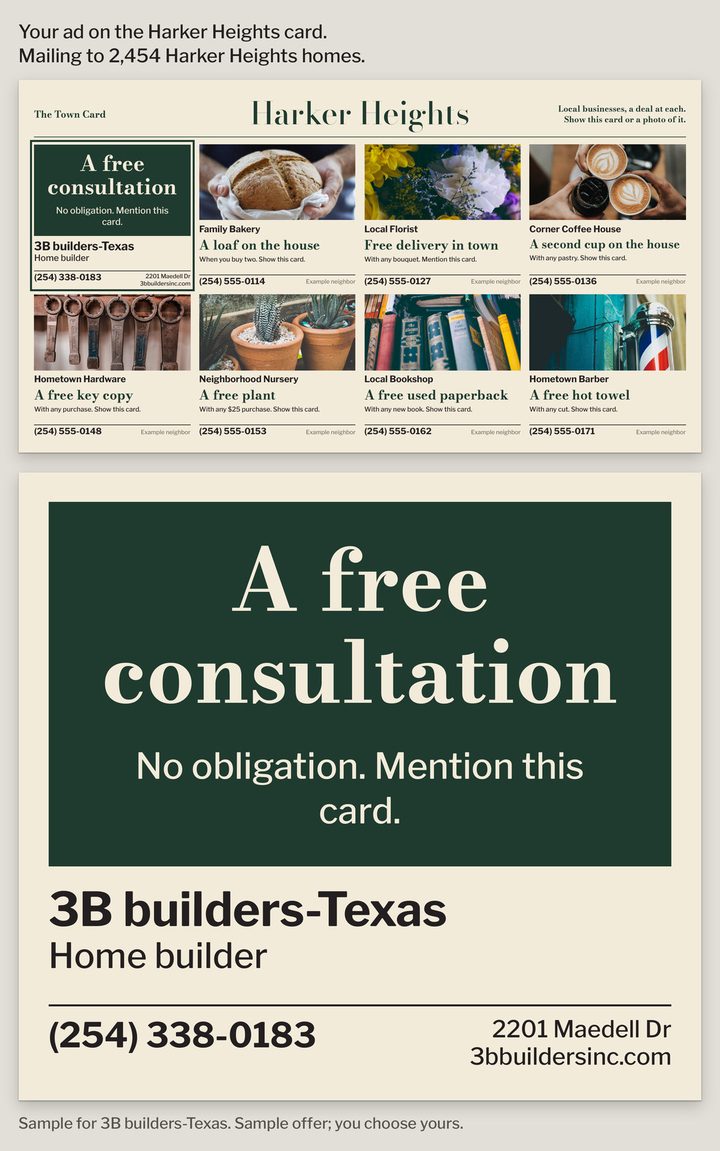 Your ad on the Harker Heights card.
Mailing to 2,454 Harker Heights homes.
The Town Card
Harker Heights
Local businesses, a deal at each.
Show this card or a photo of it.
A free
consultation
No obligation. Mention this
card.
3B builders-Texas
Home builder
(254) 338-0183
2201 Maedell Dr
3bbuildersinc.com
Family Bakery
A loaf on the house
When you buy two. Show this card.
(254) 555-0114
Example neighbor
Local Florist
Free delivery in town
With any bouquet. Mention this card.
(254) 555-0127
Example neighbor
Corner Coffee House
A second cup on the house
With any pastry. Show this card.
(254) 555-0136
Example neighbor
Hometown Hardware
A free key copy
With any purchase. Show this card.
(254) 555-0148
Example neighbor
Neighborhood Nursery
A free plant
With any $25 purchase. Show this card.
(254) 555-0153
Example neighbor
Local Bookshop
A free used paperback
With any new book. Show this card.
(254) 555-0162
Example neighbor
Hometown Barber
A free hot towel
With any cut. Show this card.
(254) 555-0171
Example neighbor
A free
consultation
No obligation. Mention this
card.
3B builders-Texas
Home builder
(254) 338-0183
2201 Maedell Dr
3bbuildersinc.com
Sample for 3B builders-Texas. Sample offer; you choose yours.